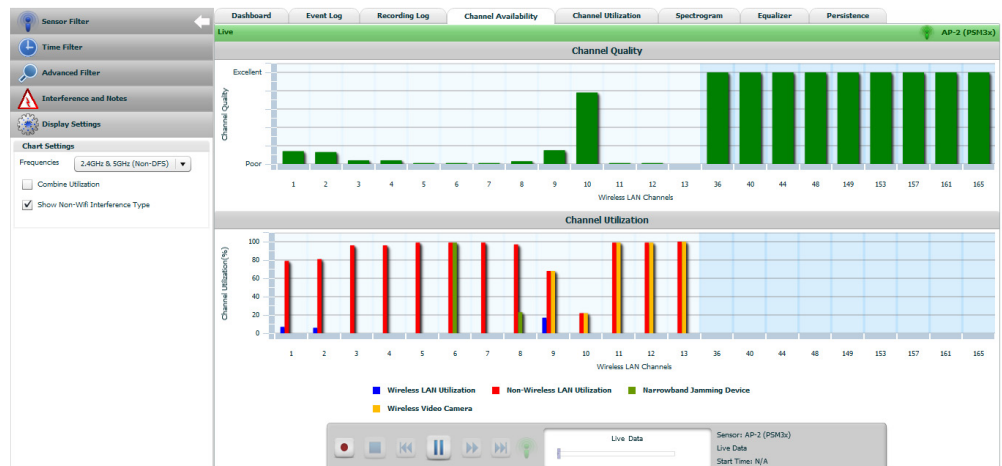 Sensor Filter
Time Filter
Advanced Filter
Interference and Notes
Display Settings
Chart Settings
Frequencies 2.4GHz & 5GHz (Non-DFS)
Combine Utilization
Show Non-Wifi Interference Type
Dashboard Event Log Recording Log Channel Availability Channel Utilization Spectrogram Equalizer Persistence
Live AP-2 (PSM3x)
Channel Quality
Excellent
Channel Quality
Poor
1 2 3 4 5 6 7 8 9 10 11 12 13 36 40 44 48 149 153 157 161 165
Wireless LAN Channels
Channel Utilization
Channel Utilization(%)
100
80
60
40
20
0
1 2 3 4 5 6 7 8 9 10 11 12 13 36 40 44 48 149 153 157 161 165
Wireless LAN Channels
Wireless LAN Utilization Non-Wireless LAN Utilization Narrowband Jamming Device
Wireless Video Camera
Live Data
Sensor: AP-2 (PSM3x)
Live Data
Start Time: N/A